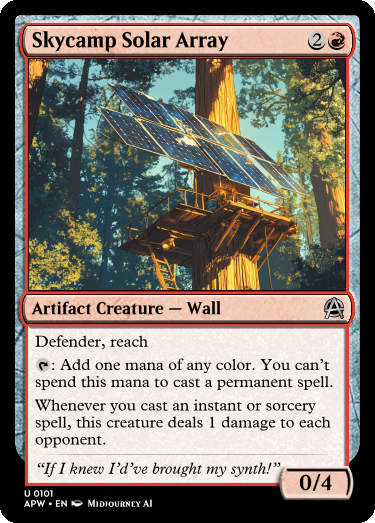 Skycamp Solar Array 2
Artifact Creature — Wall
Defender, reach
: Add one mana of any color. You can’t
spend this mana to cast a permanent spell.
Whenever you cast an instant or sorcery
spell, this creature deals 1 damage to each
opponent.
“If I knew I’d’ve brought my synth!”
0/4
U 0101
APW • EN Midjourney AI